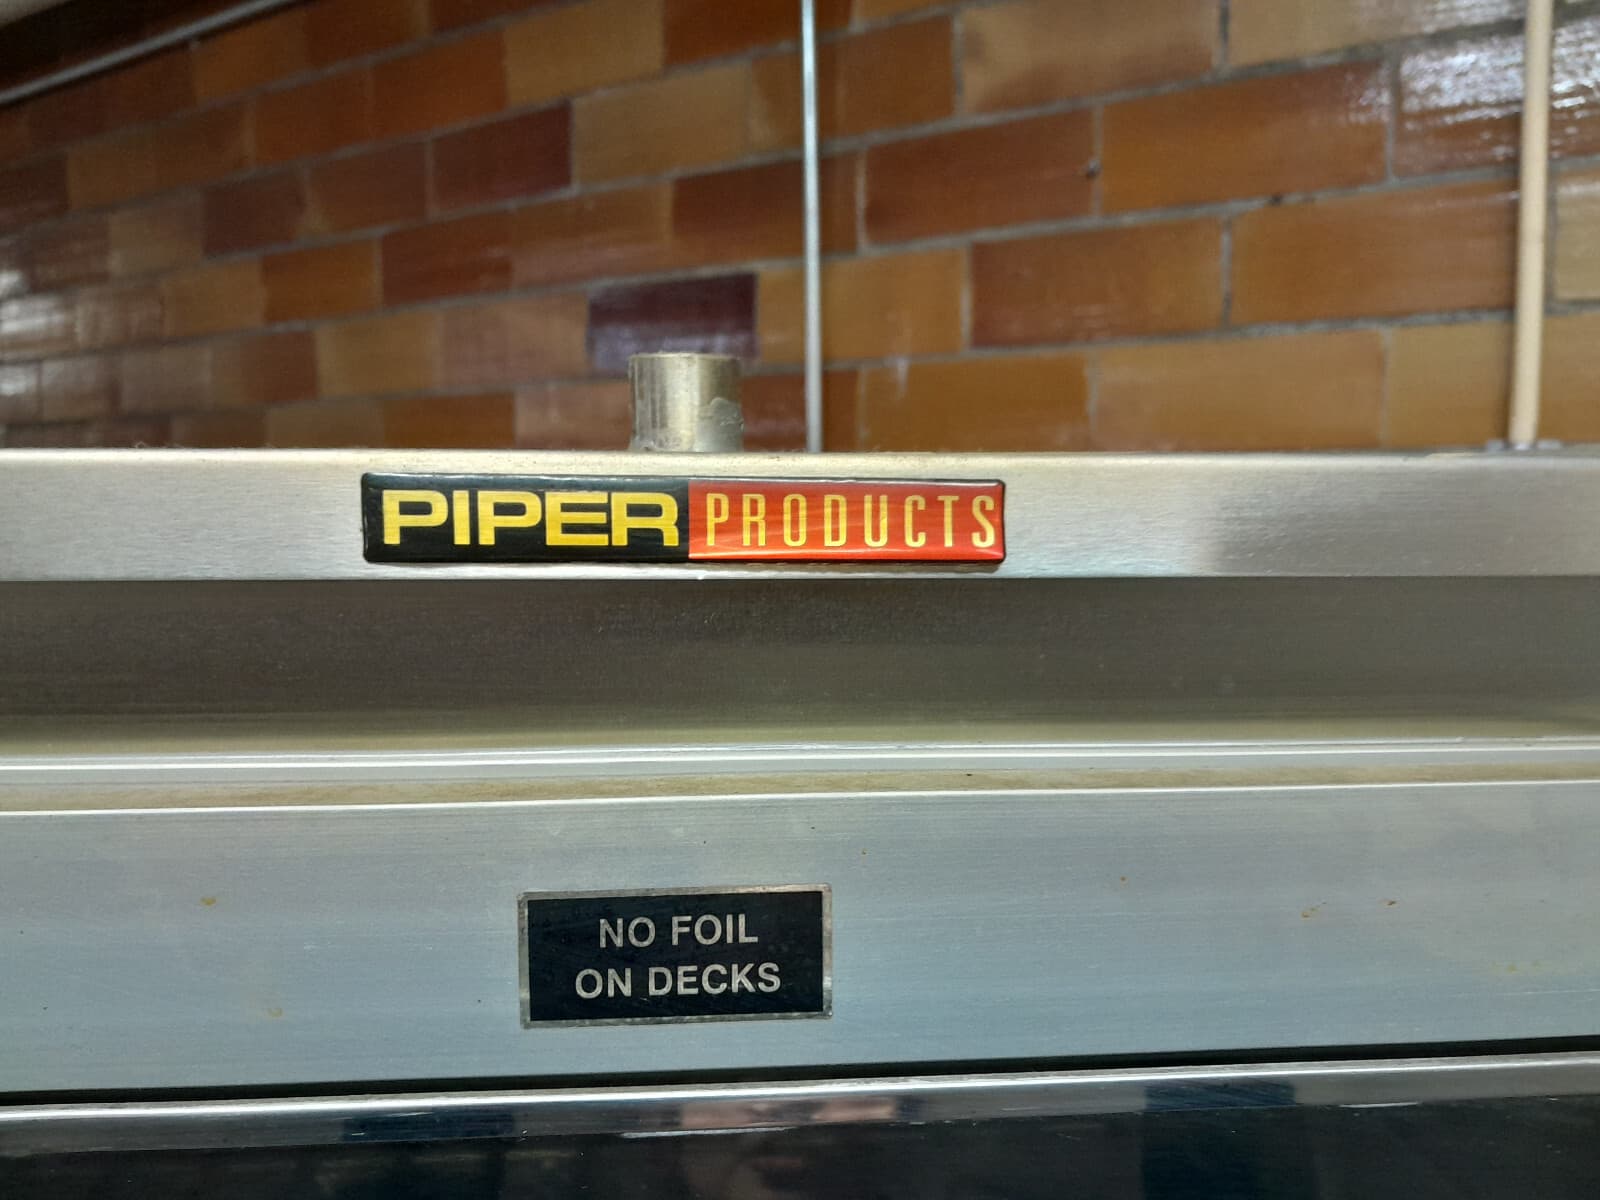 PIPER PRODUCTS
NO FOIL
ON DECKS